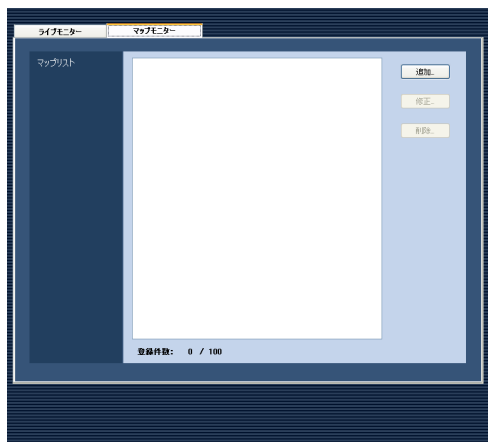 ライブモニター
マップモニター
マップリスト
追加...
修正...
削除...
登録件数: 0 / 100